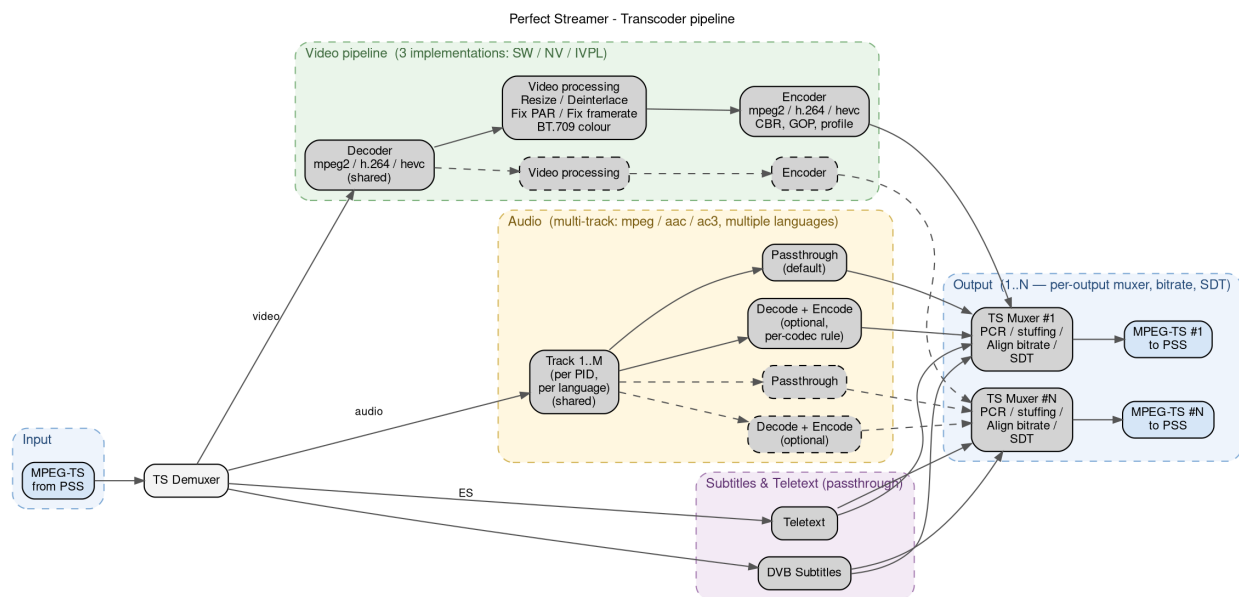 Perfect Streamer - Transcoder pipeline
Video pipeline  (3 implementations: SW / NV / IVPL)
Video processing
Resize / Deinterlace
Fix PAR / Fix framerate
BT.709 colour
Encoder
mpeg2 / h.264 / hevc
CBR, GOP, profile
Decoder
mpeg2 / h.264 / hevc
(shared)
Video processing
Encoder
video
Audio  (multi-track: mpeg / aac / ac3, multiple languages)
Passthrough
(default)
Decode + Encode
(optional,
per-codec rule)
Track 1..M
(per PID,
per language)
(shared)
Passthrough
Decode + Encode
(optional)
audio
Output  (1..N — per-output muxer, bitrate, SDT)
TS Muxer #1
PCR / stuffing /
Align bitrate /
SDT
MPEG-TS #1
to PSS
TS Muxer #N
PCR / stuffing /
Align bitrate /
SDT
MPEG-TS #N
to PSS
Input
MPEG-TS
from PSS
TS Demuxer
ES
Subtitles & Teletext (passthrough)
Teletext
DVB Subtitles